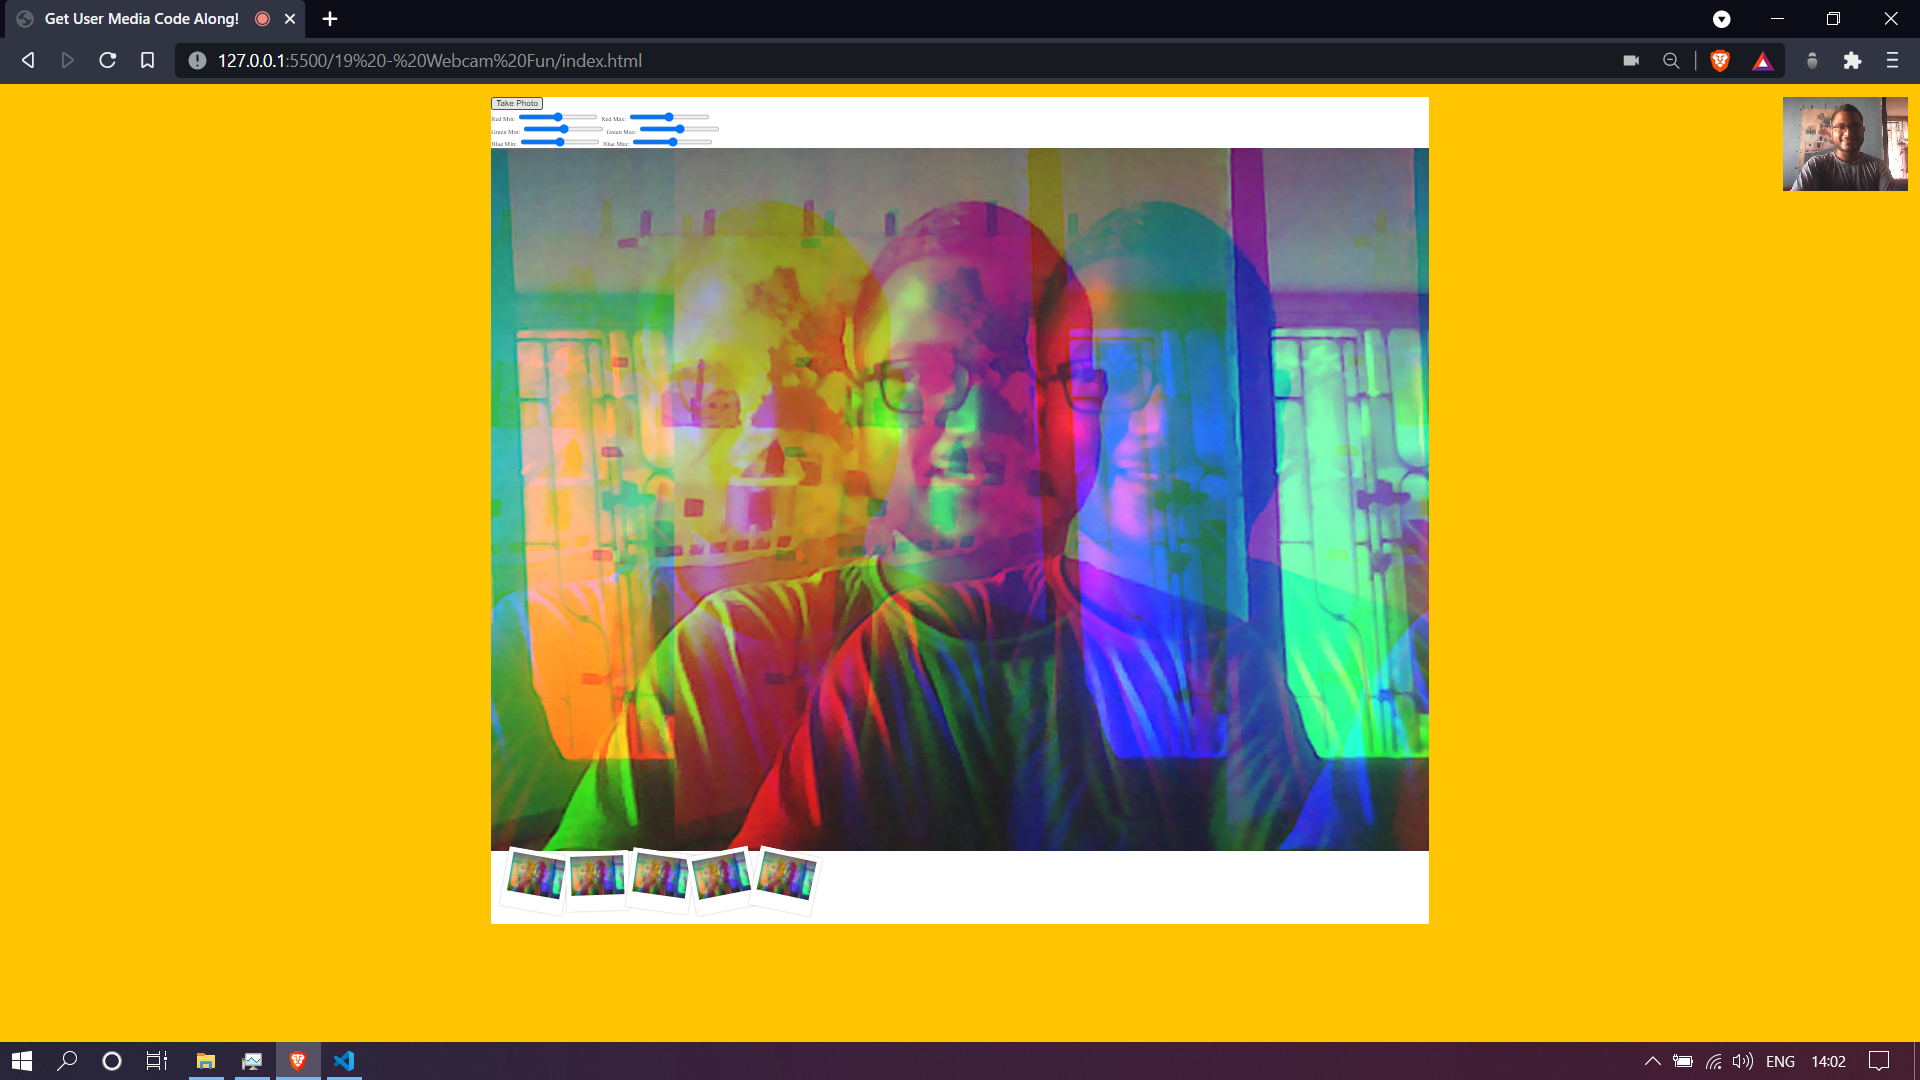 Get User Media Code Along!
127.0.0.1:5500/19%20-%20Webcam%20Fun/index.html
Take Photo
Red Min: Red Max:
Green Min: Green Max:
Blue Min: Blue Max:
ENG 14:02